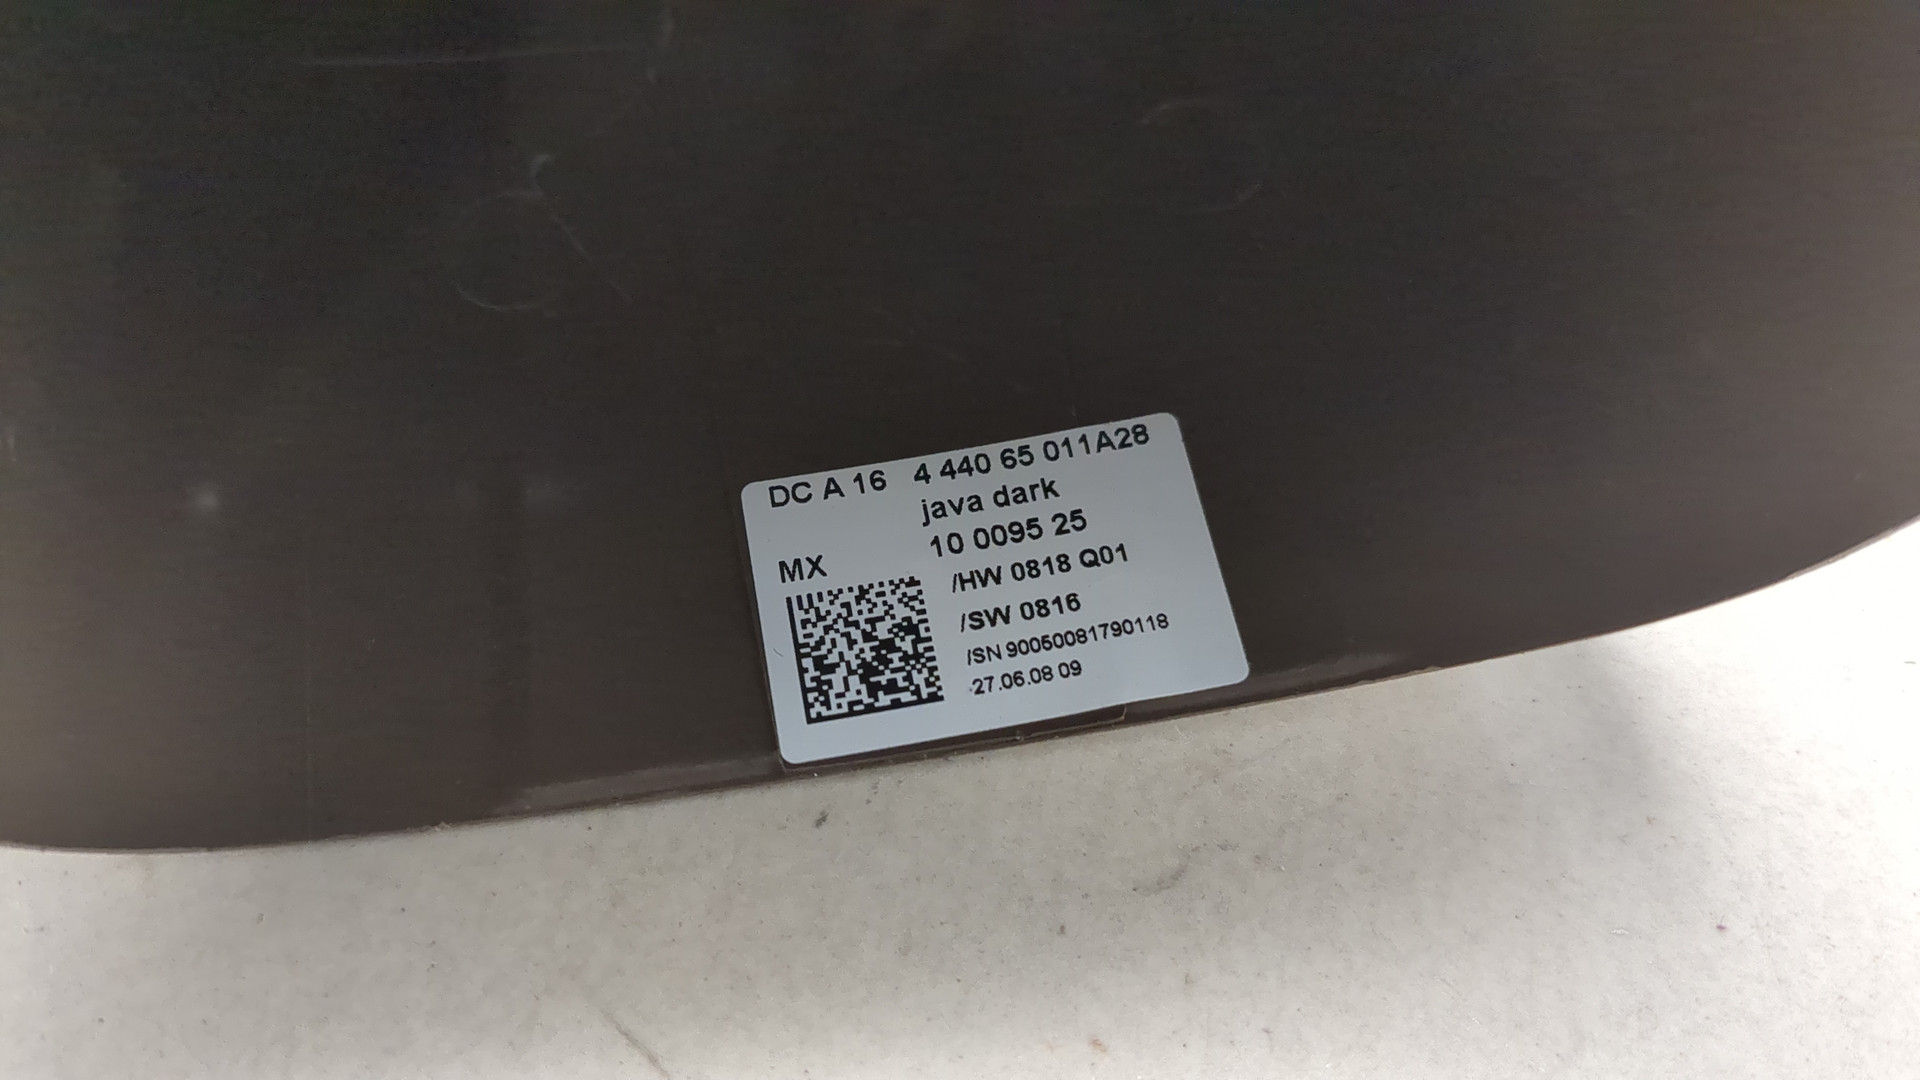 DC A 16 4 440 65 011A28
java dark
10 0095 25
MX
/HW 0818 Q01
/SW 0816
/SN 90050081790118
27.06.08 09